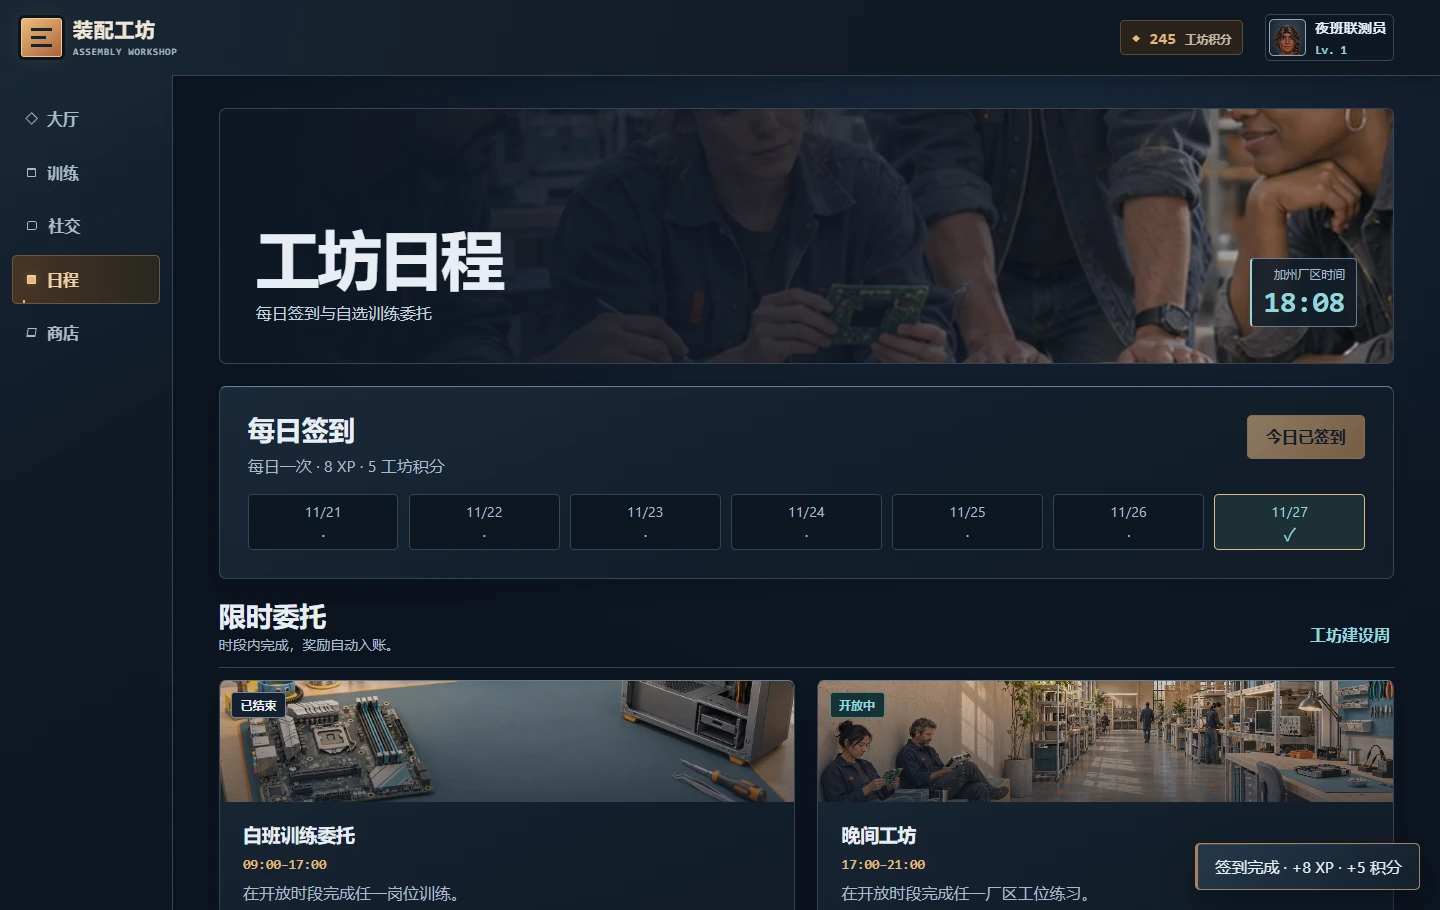 装配工坊
ASSEMBLY WORKSHOP
245 工坊积分
夜班联测员
Lv. 1
大厅
训练
社交
日程
商店
工坊日程
每日签到与自选训练委托
加州厂区时间
18:08
每日签到
每日一次 · 8 XP · 5 工坊积分
今日已签到
11/21
11/22
11/23
11/24
11/25
11/26
11/27
✓
限时委托
时段内完成，奖励自动入账。
工坊建设周
已结束
白班训练委托
09:00–17:00
在开放时段完成任一岗位训练。
开放中
晚间工坊
17:00–21:00
在开放时段完成任一厂区工位练习。
签到完成 · +8 XP · +5 积分